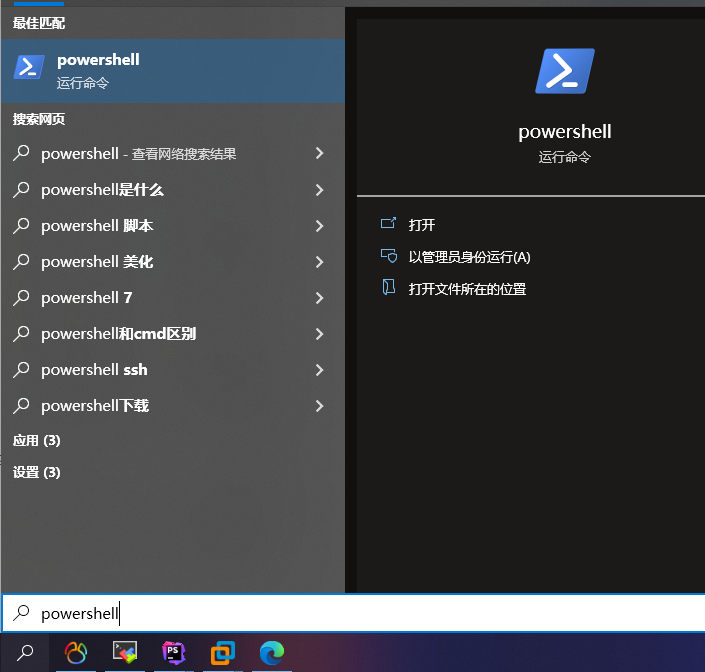 最佳匹配
powershell
运行命令
搜索网页
powershell - 查看网络搜索结果
powershell是什么
powershell 脚本
powershell 美化
powershell 7
powershell和cmd区别
powershell ssh
powershell下载
应用 (3)
设置 (3)
powershell
运行命令
打开
以管理员身份运行(A)
打开文件所在的位置
powershell
PS